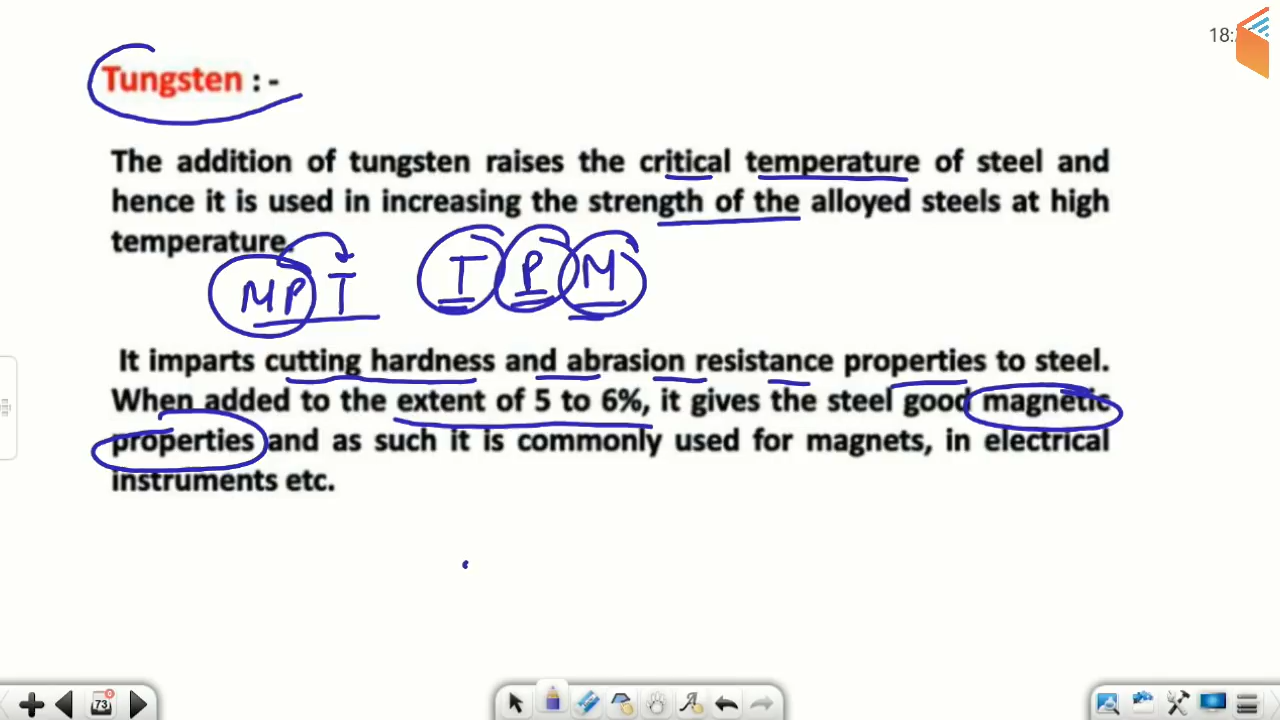 18:
Tungsten : -
The addition of tungsten raises the critical temperature of steel and
hence it is used in increasing the strength of the alloyed steels at high
temperature.
MP T T P M
It imparts cutting hardness and abrasion resistance properties to steel.
When added to the extent of 5 to 6%, it gives the steel good magnetic
properties and as such it is commonly used for magnets, in electrical
instruments etc.
73 0